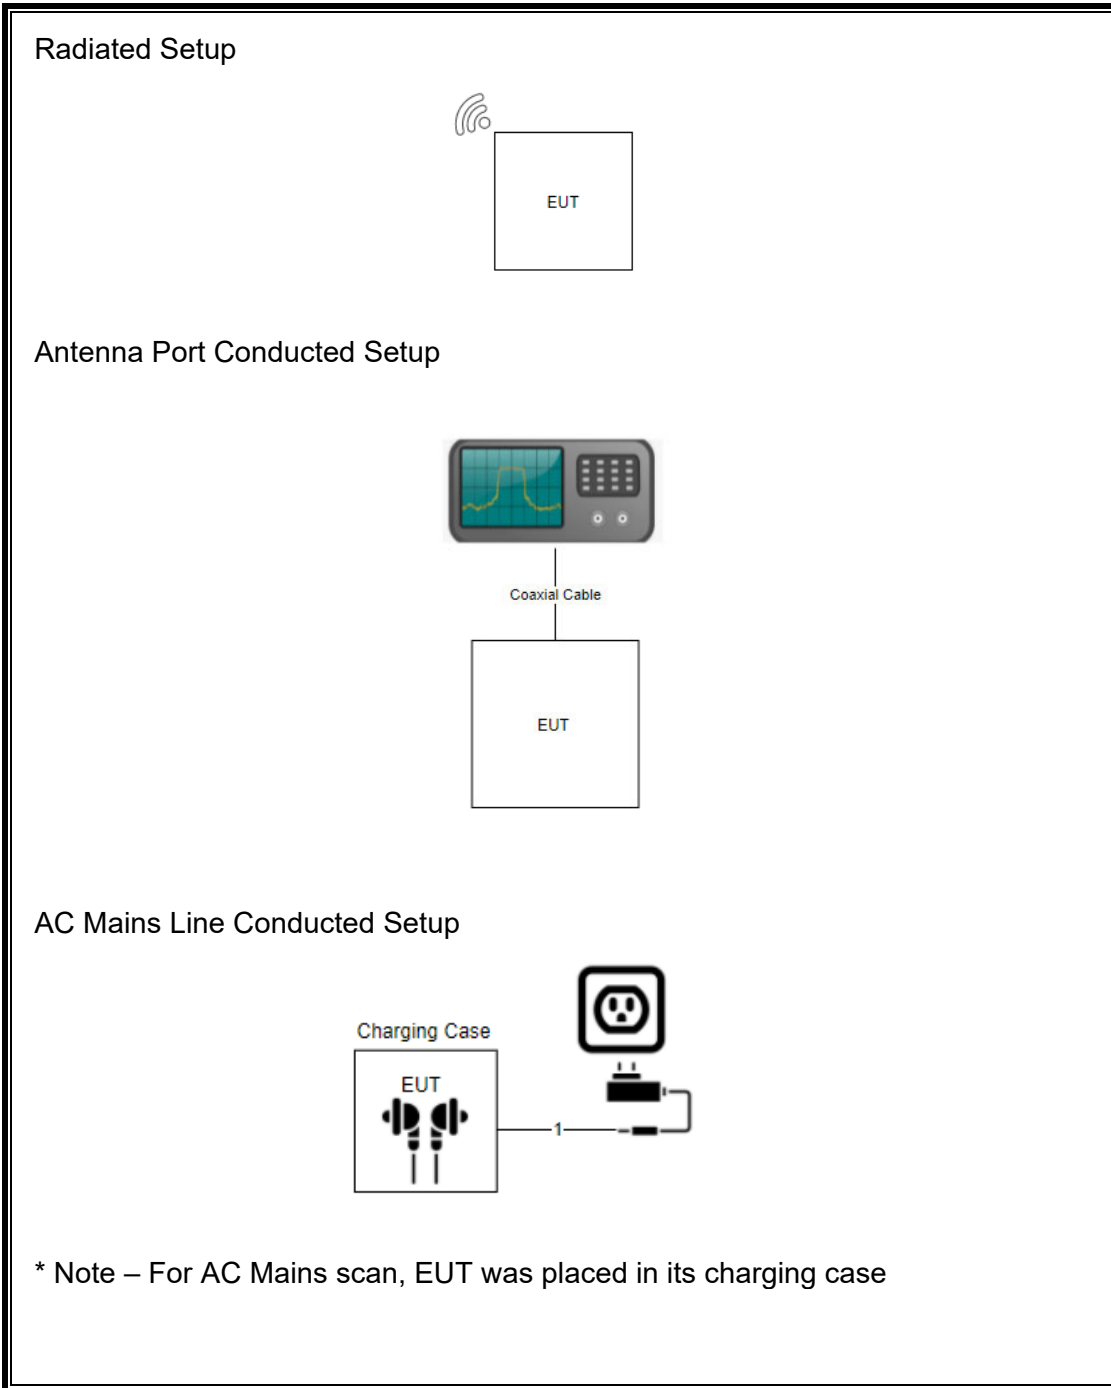 Radiated Setup
EUT
Antenna Port Conducted Setup
Coaxial Cable
EUT
AC Mains Line Conducted Setup
Charging Case
EUT
1
* Note – For AC Mains scan, EUT was placed in its charging case